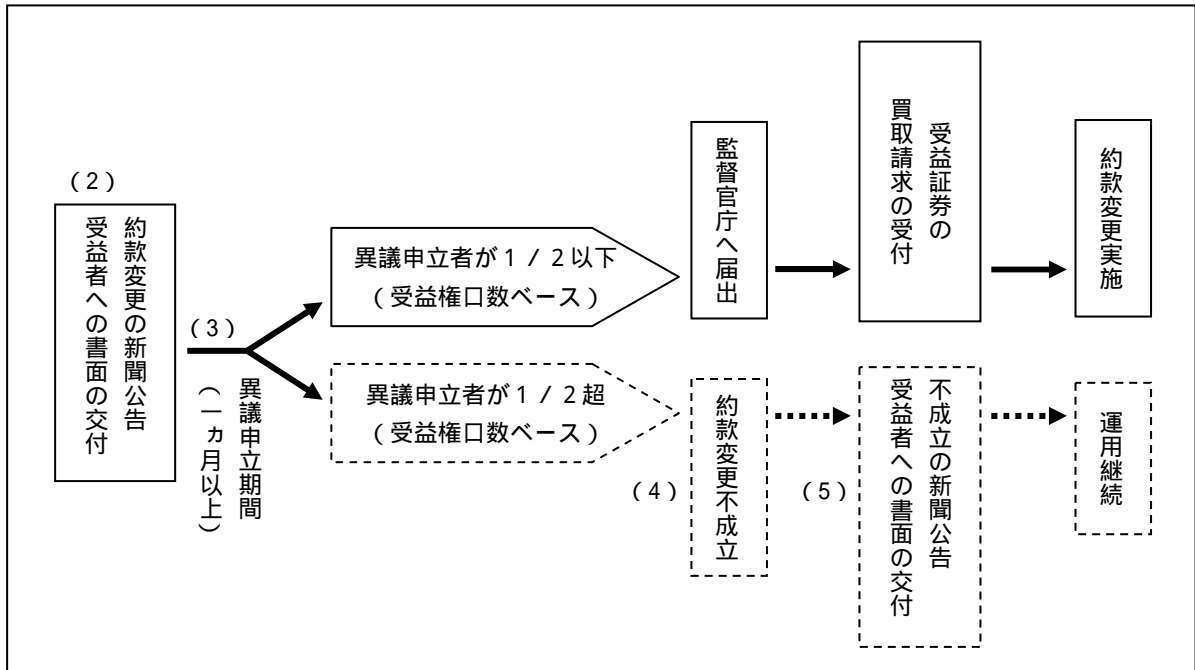 (2)
約款変更の新聞公告
受益者への書面の交付
(3)
異議申立期間
(一ヵ月以上)
異議申立者が1/2以下
(受益権口数ベース)
監督官庁へ届出
受益証券の
買取請求の受付
約款変更実施
異議申立者が1/2超
(受益権口数ベース)
(4)
約款変更不成立
(5)
不成立の新聞公告
受益者への書面の交付
運用継続